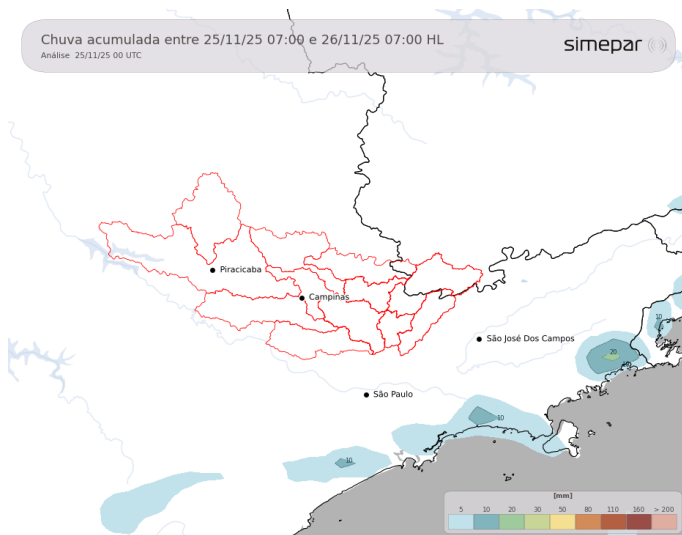 Chuva acumulada entre 25/11/25 07:00 e 26/11/25 07:00 HL
Análise 25/11/25 00 UTC
simepar
Piracicaba
Campinas
São José Dos Campos
São Paulo
10
20
10
10
[mm]
5 10 20 30 50 80 110 160 > 200